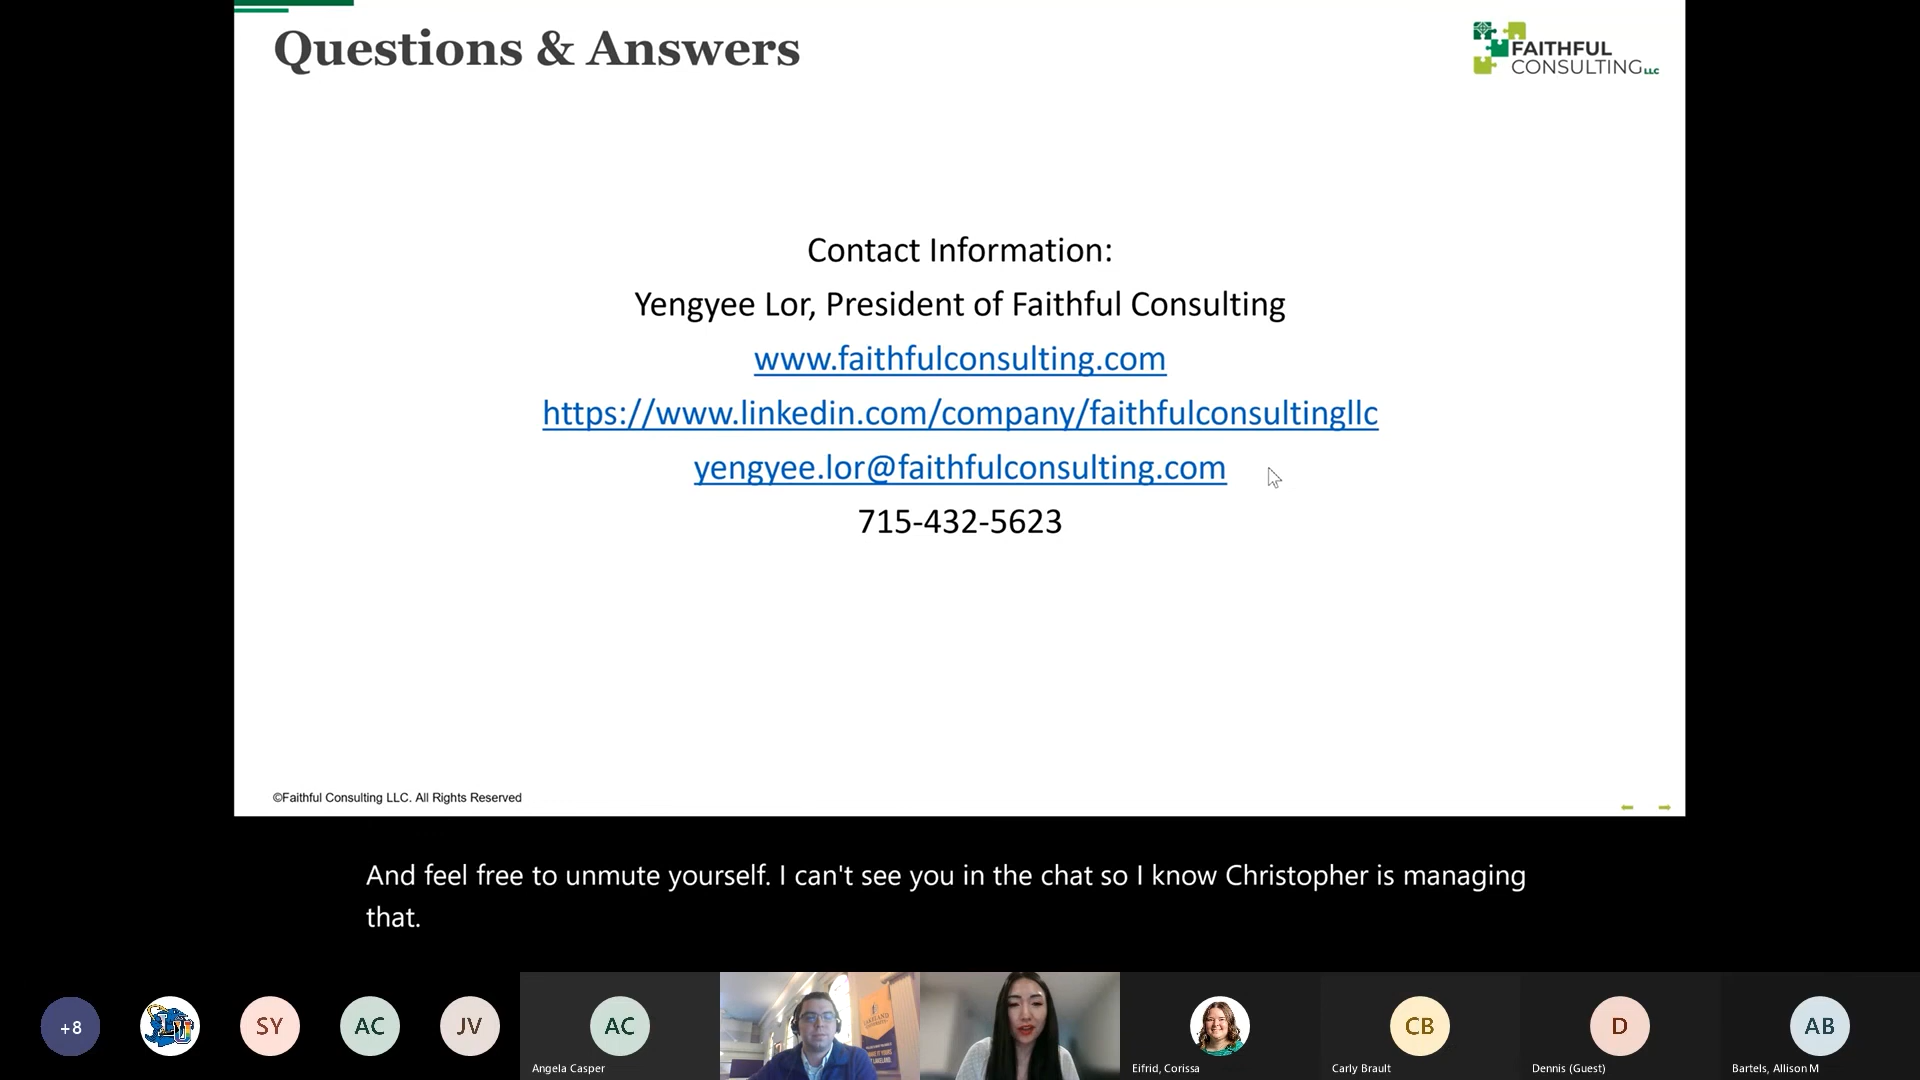 Questions & Answers
FAITHFUL
CONSULTING LLC
Contact Information:
Yengyee Lor, President of Faithful Consulting
www.faithfulconsulting.com
https://www.linkedin.com/company/faithfulconsultingllc
yengyee.lor@faithfulconsulting.com
715-432-5623
©Faithful Consulting LLC. All Rights Reserved
And feel free to unmute yourself. I can't see you in the chat so I know Christopher is managing
that.
+8
LU
SY
AC
JV
AC
Angela Casper
LAKELAND
Eifrid, Corissa
CB
Carly Brault
D
Dennis (Guest)
AB
Bartels, Allison M